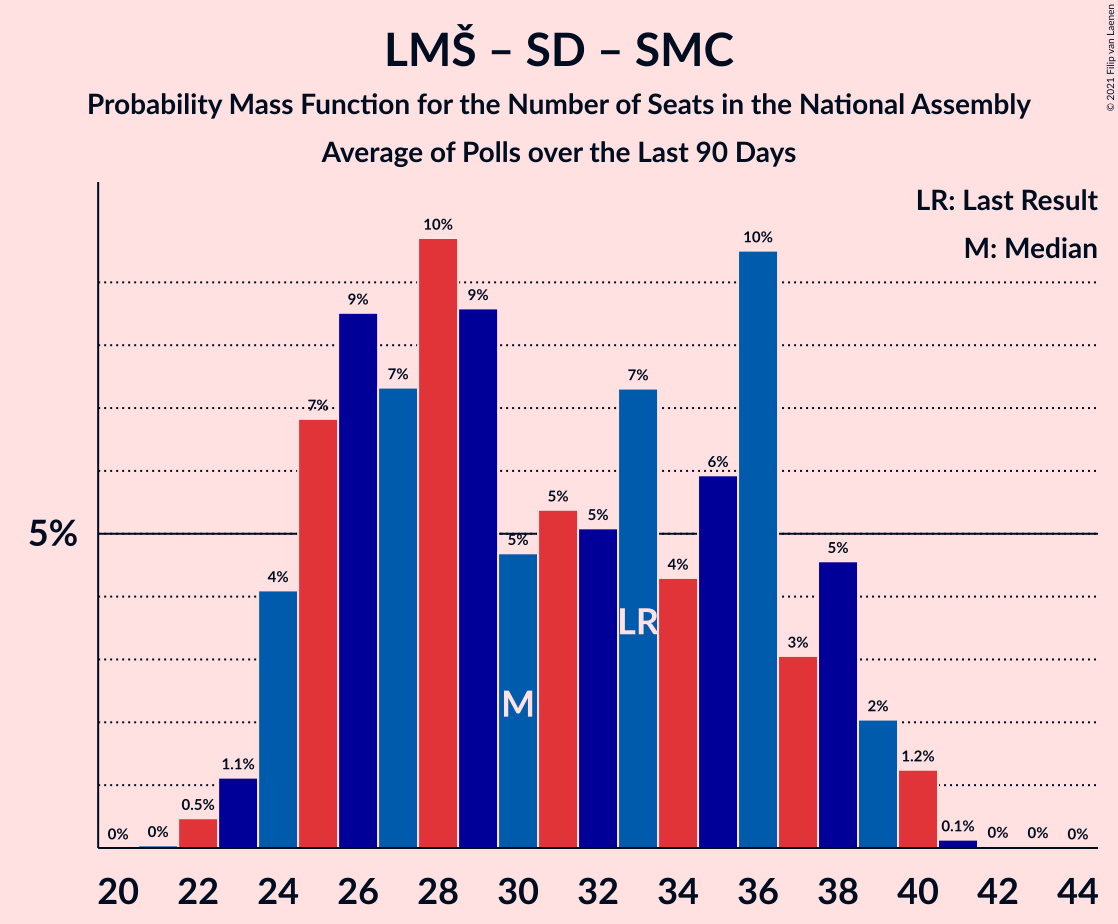 LMŠ – SD – SMC
Probability Mass Function for the Number of Seats in the National Assembly
Average of Polls over the Last 90 Days
© 2021 Filip van Laenen
LR: Last Result
M: Median
5%
0% 0% 0.5% 1.1% 4% 7% 9% 7% 10% 9% 5% 5% 5% 7% 4% 6% 10% 3% 5% 2% 1.2% 0.1% 0% 0% 0%
LR
M
20 22 24 26 28 30 32 34 36 38 40 42 44